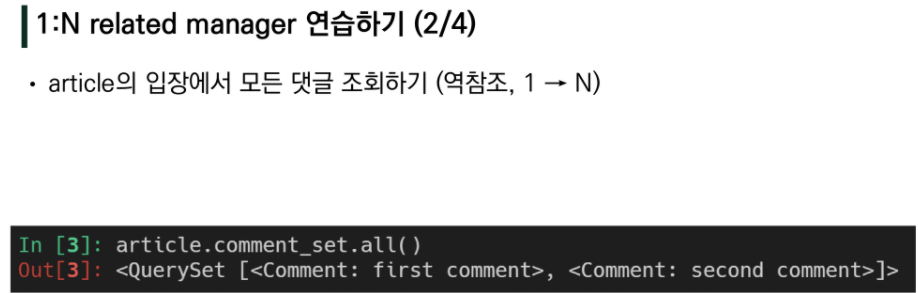 1:N related manager 연습하기 (2/4)
• article의 입장에서 모든 댓글 조회하기 (역참조, 1 → N)
In [3]: article.comment_set.all()
Out[3]: <QuerySet [<Comment: first comment>, <Comment: second comment>]>